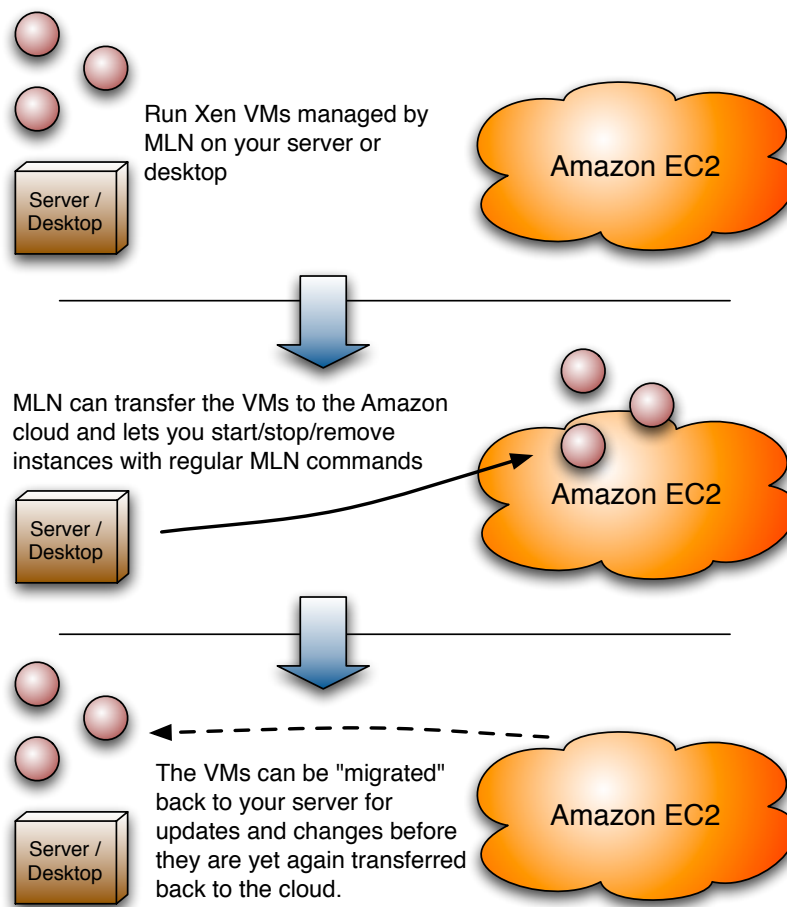 Run Xen VMs managed by
MLN on your server or
desktop
Amazon EC2
Server /
Desktop
MLN can transfer the VMs to the Amazon
cloud and lets you start/stop/remove
instances with regular MLN commands
Amazon EC2
Server /
Desktop
The VMs can be "migrated"
back to your server for
updates and changes before
they are yet again transferred
back to the cloud.
Amazon EC2
Server /
Desktop